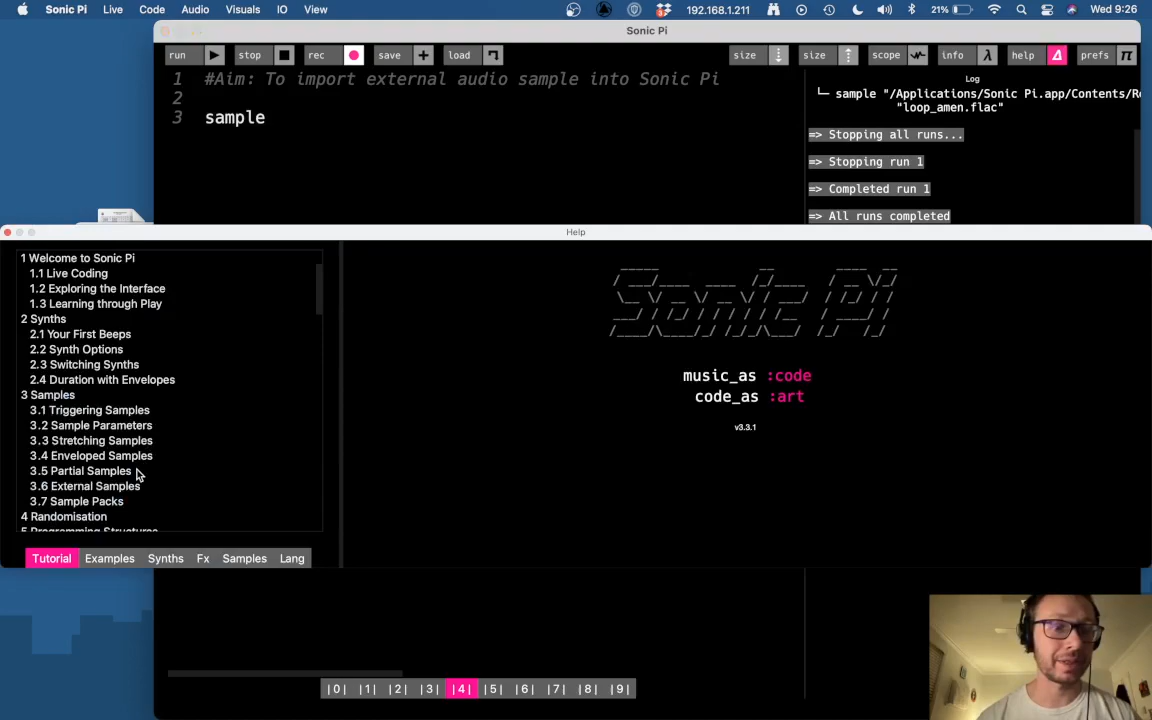 Sonic Pi Live Code Audio Visuals IO View 192.168.1.211 21% Wed 9:26
Sonic Pi
run stop rec save load size size scope info help prefs
1 #Aim: To import external audio sample into Sonic Pi
2
3 sample
Log
sample "/Applications/Sonic Pi.app/Contents/Re
"loop_amen.flac"
=> Stopping all runs...
=> Stopping run 1
=> Completed run 1
=> All runs completed
Help
1 Welcome to Sonic Pi
1.1 Live Coding
1.2 Exploring the Interface
1.3 Learning through Play
2 Synths
2.1 Your First Beeps
2.2 Synth Options
2.3 Switching Synths
2.4 Duration with Envelopes
3 Samples
3.1 Triggering Samples
3.2 Sample Parameters
3.3 Stretching Samples
3.4 Enveloped Samples
3.5 Partial Samples
3.6 External Samples
3.7 Sample Packs
4 Randomisation
5 Programming Structures
Sonic Pi
music_as :code
code_as :art
v3.3.1
Tutorial Examples Synths Fx Samples Lang
|0| |1| |2| |3| |4| |5| |6| |7| |8| |9|